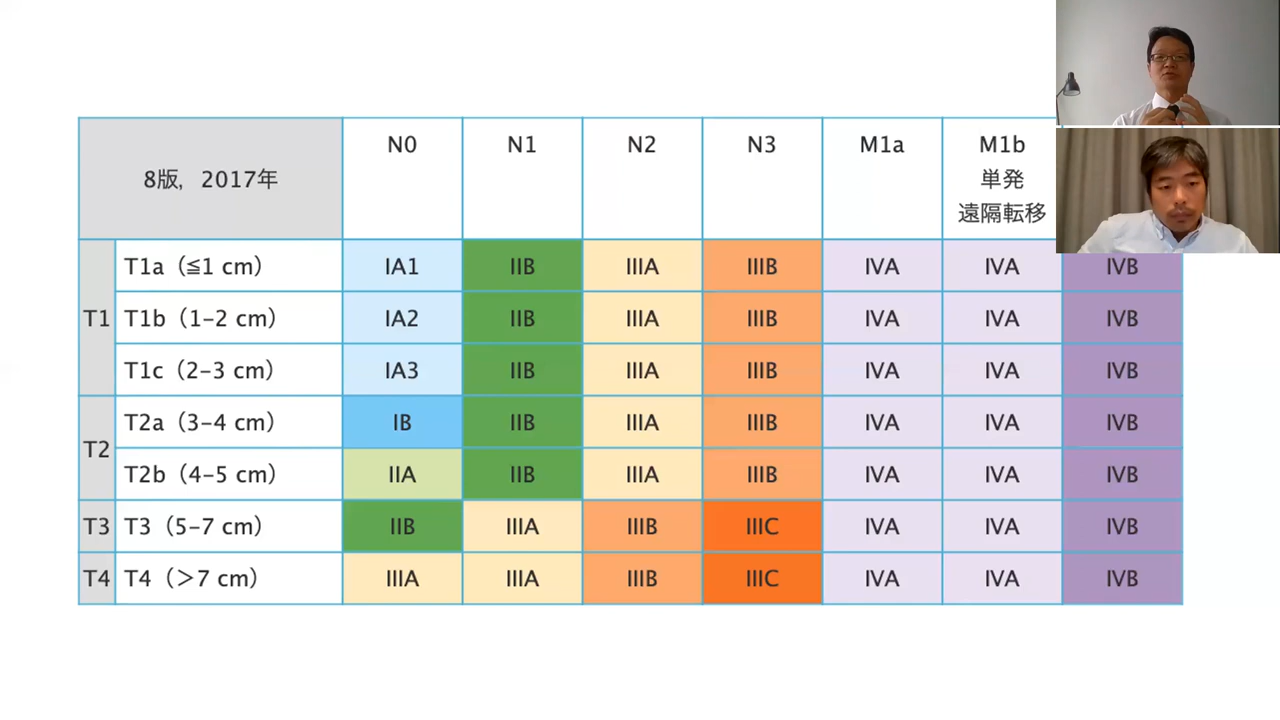 8版，2017年
N0 N1 N2 N3 M1a M1b
単発
遠隔転移
T1 T1a（≦1 cm） IA1 IIB IIIA IIIB IVA IVA IVB
T1b（1–2 cm） IA2 IIB IIIA IIIB IVA IVA IVB
T1c（2–3 cm） IA3 IIB IIIA IIIB IVA IVA IVB
T2 T2a（3–4 cm） IB IIB IIIA IIIB IVA IVA IVB
T2b（4–5 cm） IIA IIB IIIA IIIB IVA IVA IVB
T3 T3（5–7 cm） IIB IIIA IIIB IIIC IVA IVA IVB
T4 T4（＞7 cm） IIIA IIIA IIIB IIIC IVA IVA IVB